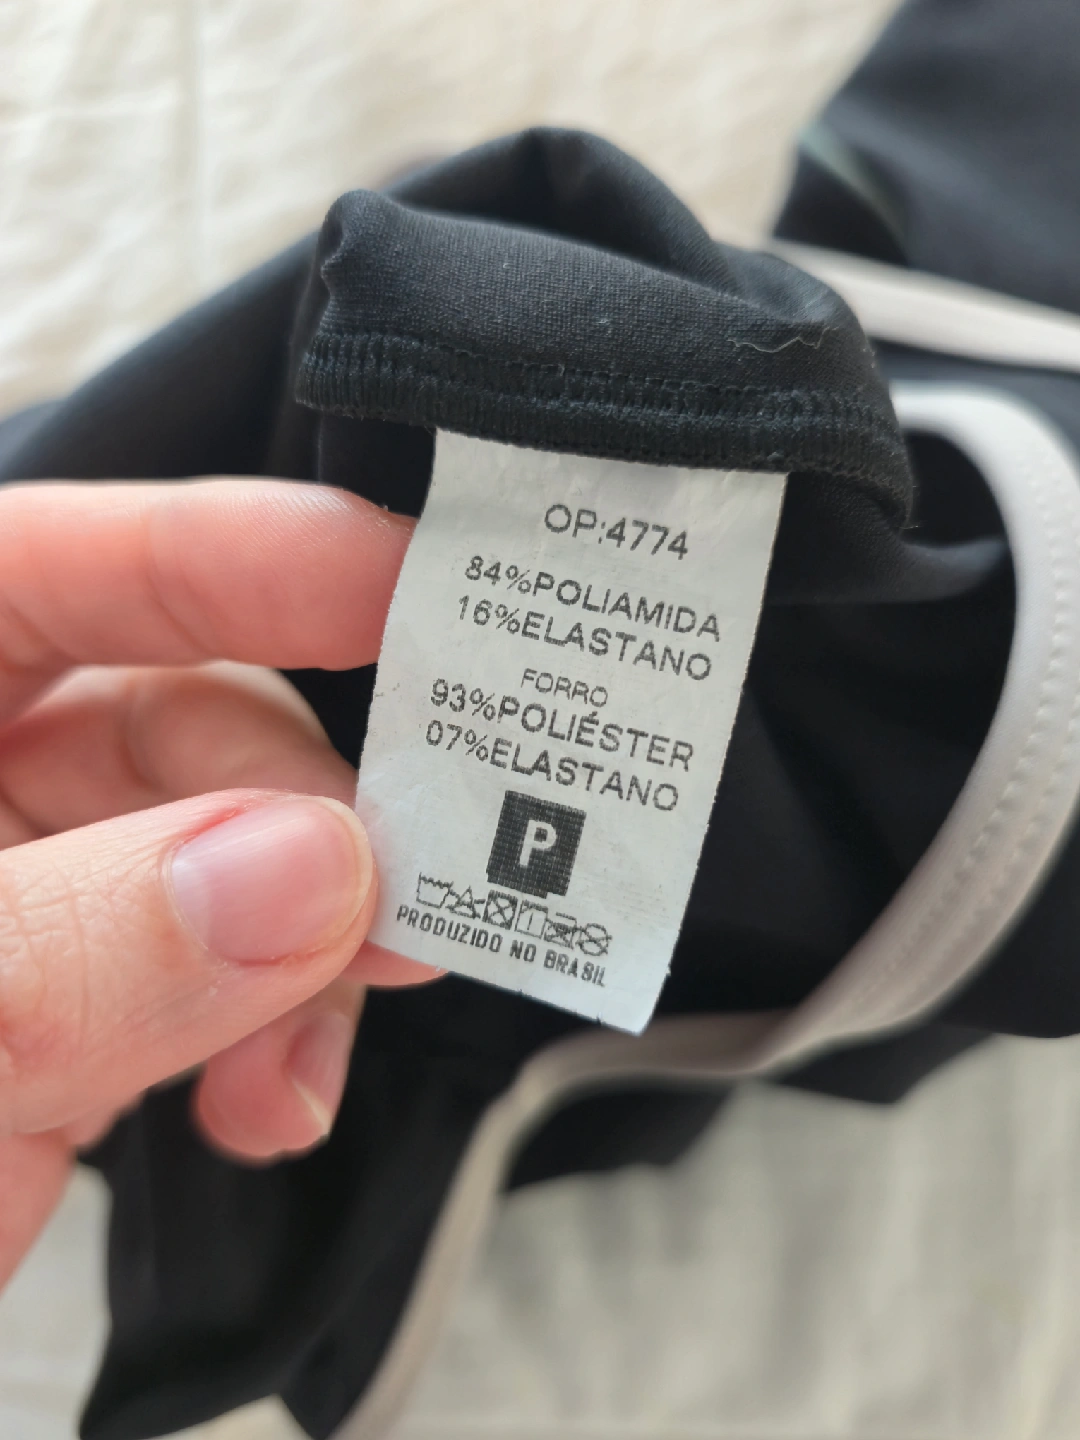 OP:4774
84%POLIAMIDA
16%ELASTANO
FORRO
93%POLIÉSTER
07%ELASTANO
P
PRODUZIDO NO BRASIL